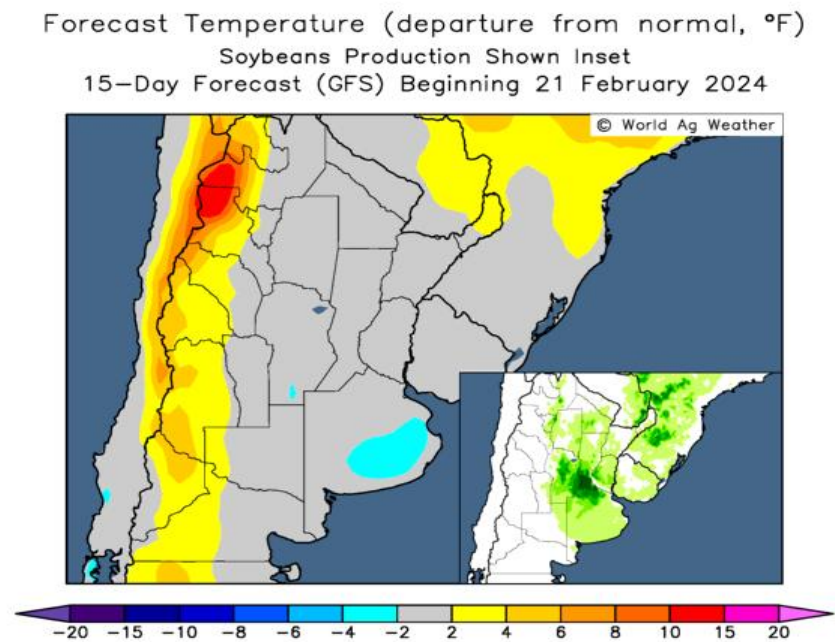 Forecast Temperature (departure from normal, °F)
Soybeans Production Shown Inset
15-Day Forecast (GFS) Beginning 21 February 2024
© World Ag Weather
-20 -15 -10 -8 -6 -4 -2 2 4 6 8 10 15 20